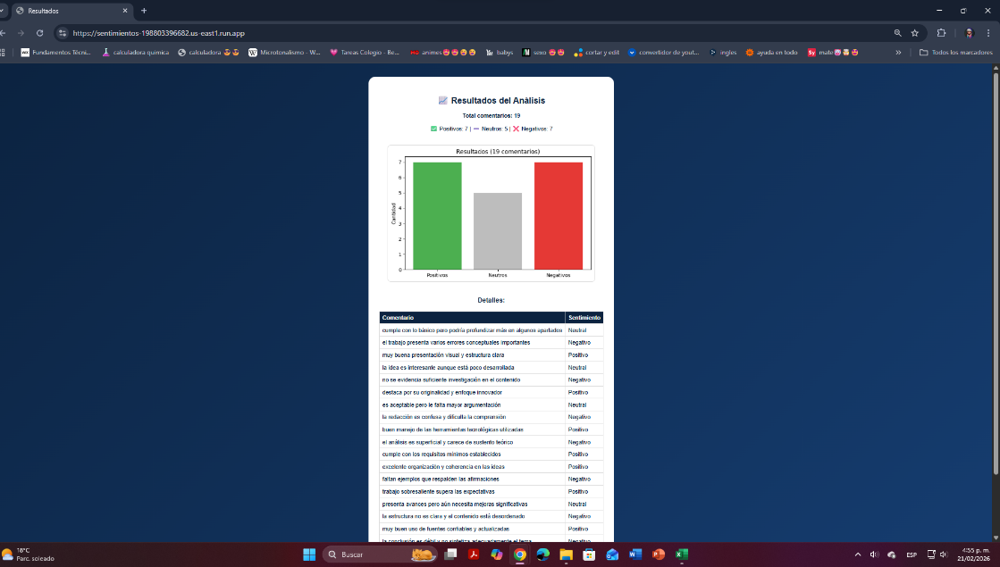 Resultados
https://sentimientos-198803396682.us-east1.run.app
Fundamentos Técni... calculadora quimica calculadora Microtonalismo - W... Tareas Colegio - Be... animes babys sexo cortar y edit convertidor de yout... ingles ayuda en todo mate Todos los marcadores
Resultados del Análisis
Total comentarios: 19
Positivos: 7 | Neutros: 5 | Negativos: 7
Resultados (19 comentarios)
7
6
5
4
3
2
1
0
Cantidad
Positivos Neutros Negativos
Detalles:
Comentario Sentimiento
cumple con lo básico pero podría profundizar más en algunos apartados Neutral
el trabajo presenta varios errores conceptuales importantes Negativo
muy buena presentación visual y estructura clara Positivo
la idea es interesante aunque está poco desarrollada Neutral
no se evidencia suficiente investigación en el contenido Negativo
destaca por su originalidad y enfoque innovador Positivo
es aceptable pero le falta mayor argumentación Neutral
la redacción es confusa y dificulta la comprensión Negativo
buen manejo de las herramientas tecnológicas utilizadas Positivo
el análisis es superficial y carece de sustento teórico Negativo
cumple con los requisitos mínimos establecidos Positivo
excelente organización y coherencia en las ideas Positivo
faltan ejemplos que respalden las afirmaciones Negativo
trabajo sobresaliente supera las expectativas Positivo
presenta avances pero aún necesita mejoras significativas Neutral
la estructura no es clara y el contenido está desordenado Negativo
muy buen uso de fuentes confiables y actualizadas Positivo
la conclusión es débil y no sintetiza adecuadamente el tema Negativo
18°C
Parc. soleado
Buscar
ESP
4:55 p. m.
21/02/2026